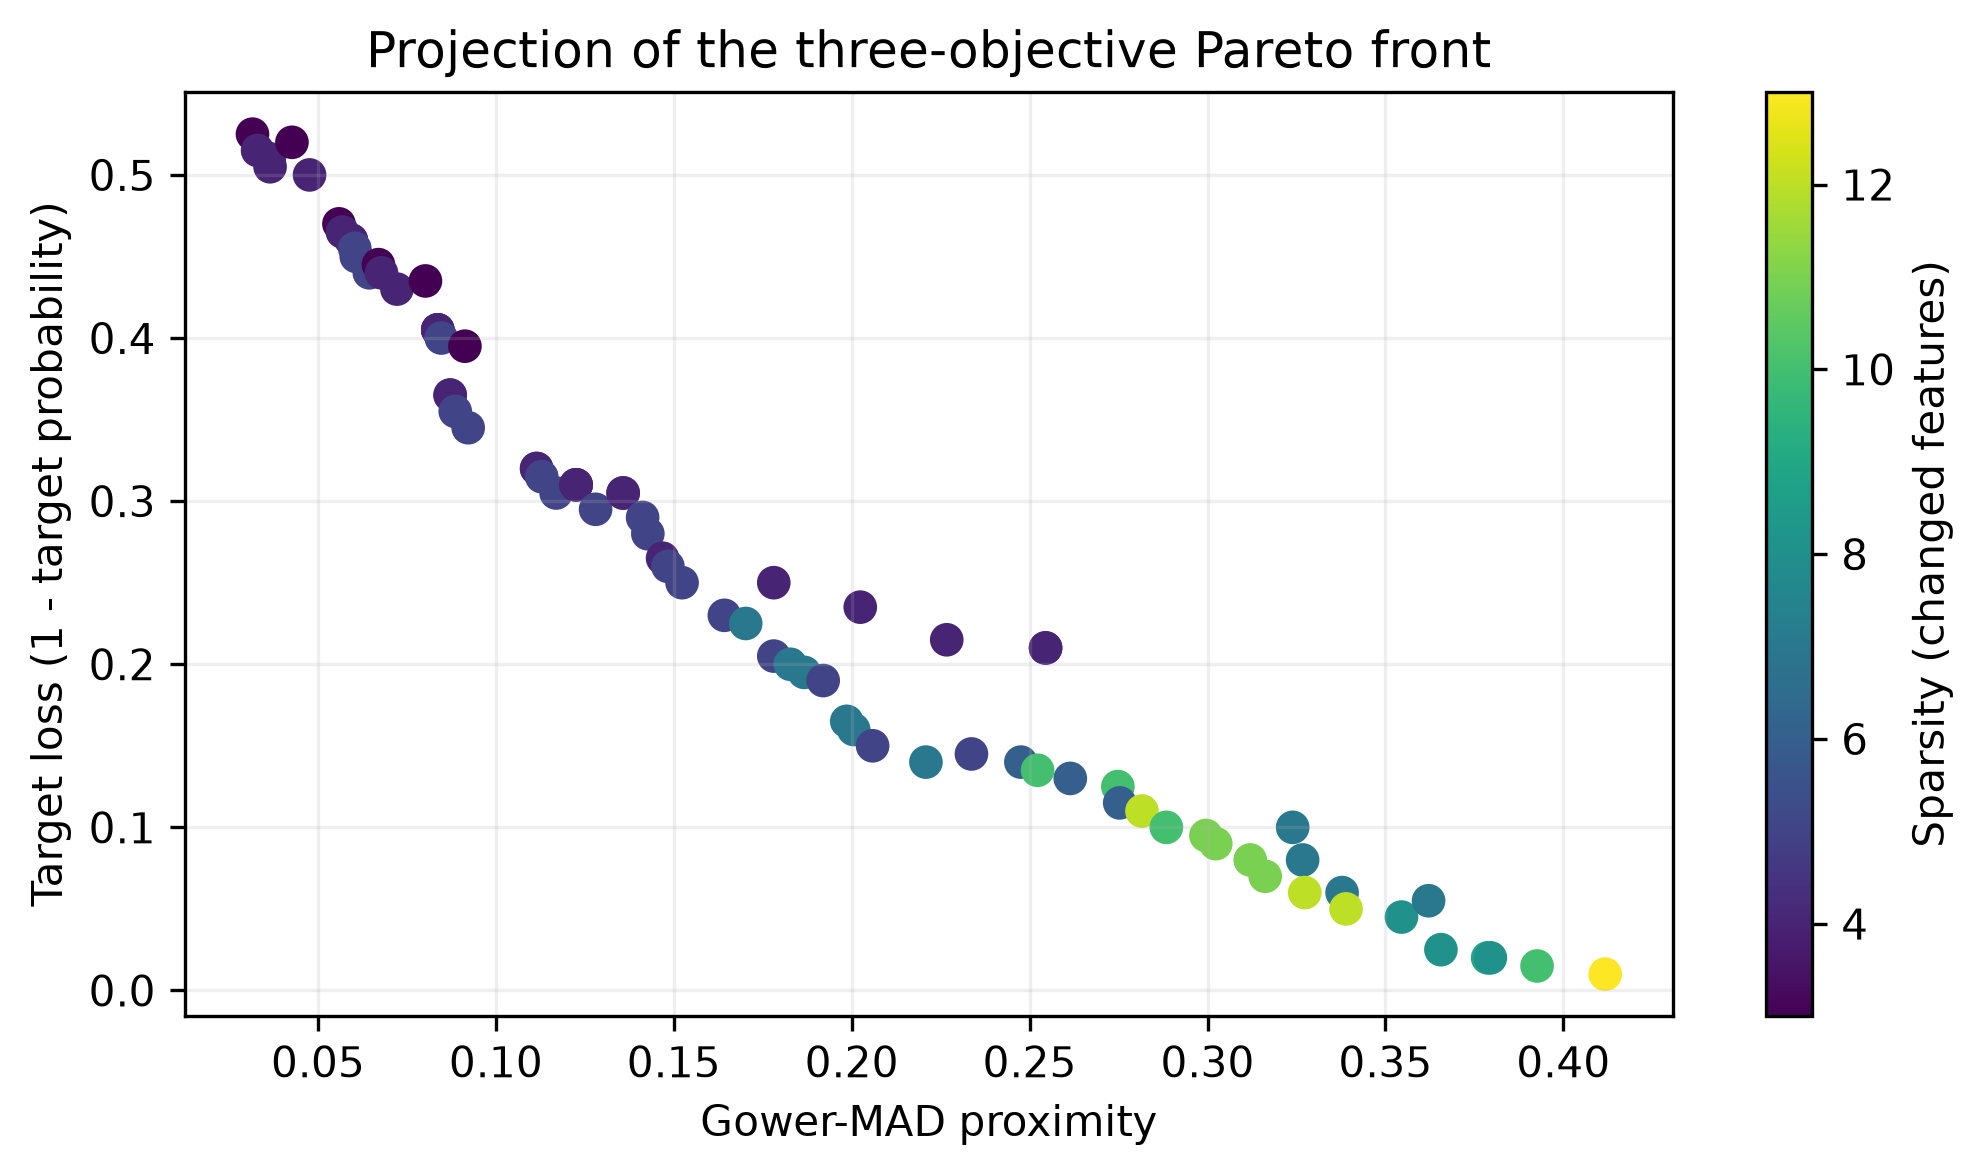 Projection of the three-objective Pareto front
Target loss (1 - target probability)
0.5
0.4
0.3
0.2
0.1
0.0
0.05 0.10 0.15 0.20 0.25 0.30 0.35 0.40
Gower-MAD proximity
12
10
8
6
4
Sparsity (changed features)